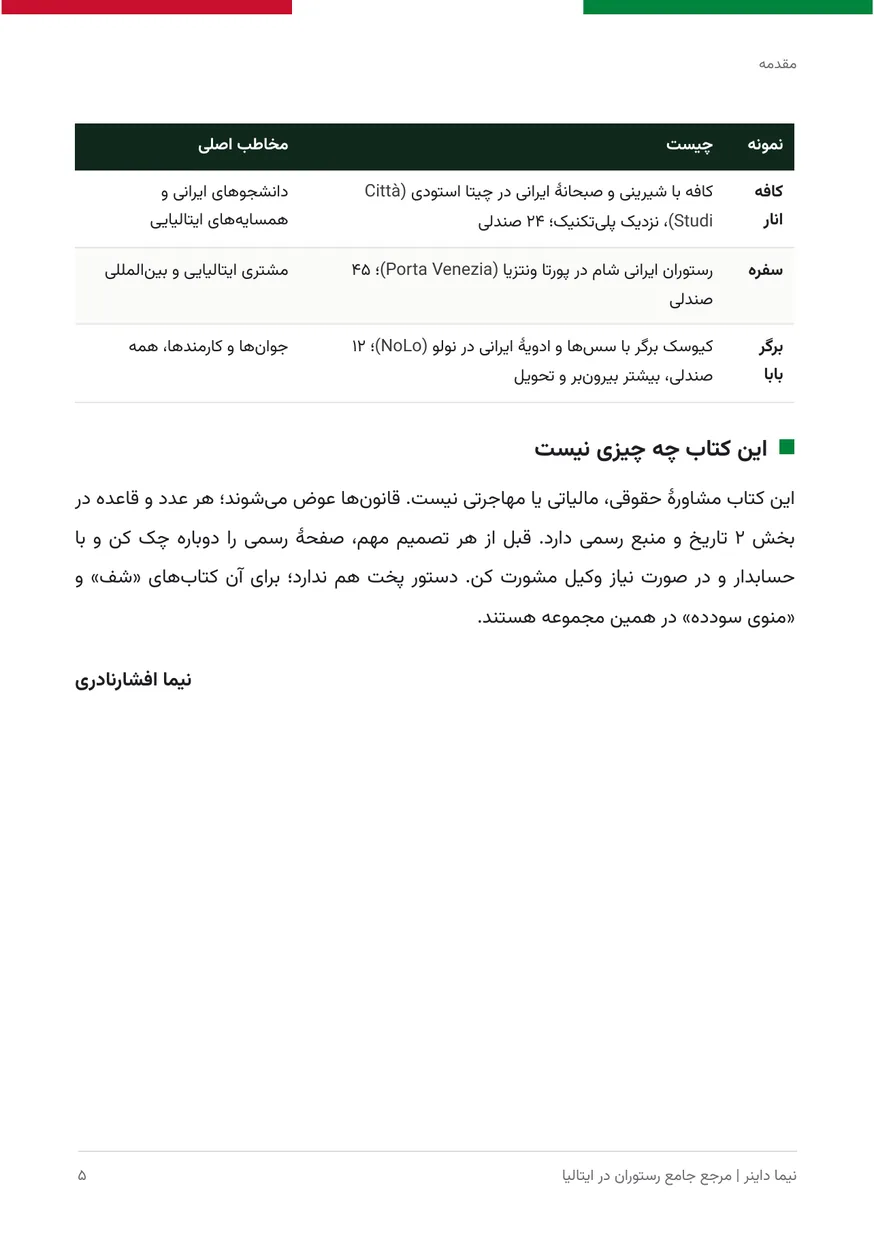 مقدمه
نمونه چیست مخاطب اصلی
کافه انار کافه با شیرینی و صبحانهٔ ایرانی در چیتا استودی (Città دانشجوهای ایرانی و
Studi)، نزدیک پلی‌تکنیک؛ ۲۴ صندلی همسایه‌های ایتالیایی
سفره رستوران ایرانی شام در پورتا ونتزیا (Porta Venezia)؛ ۴۵ مشتری ایتالیایی و بین‌المللی
صندلی
برگر بابا کیوسک برگر با سس‌ها و ادویهٔ ایرانی در نولو (NoLo)؛ ۱۲ جوان‌ها و کارمندها، همه
صندلی، بیشتر بیرون‌بر و تحویل
این کتاب چه چیزی نیست
این کتاب مشاورهٔ حقوقی، مالیاتی یا مهاجرتی نیست. قانون‌ها عوض می‌شوند؛ هر عدد و قاعده در
بخش ۲ تاریخ و منبع رسمی دارد. قبل از هر تصمیم مهم، صفحهٔ رسمی را دوباره چک کن و با
حسابدار و در صورت نیاز وکیل مشورت کن. دستور پخت هم ندارد؛ برای آن کتاب‌های «شف» و
«منوی سودده» در همین مجموعه هستند.
نیما افشارنادری
نیما داینر | مرجع جامع رستوران در ایتالیا
۵